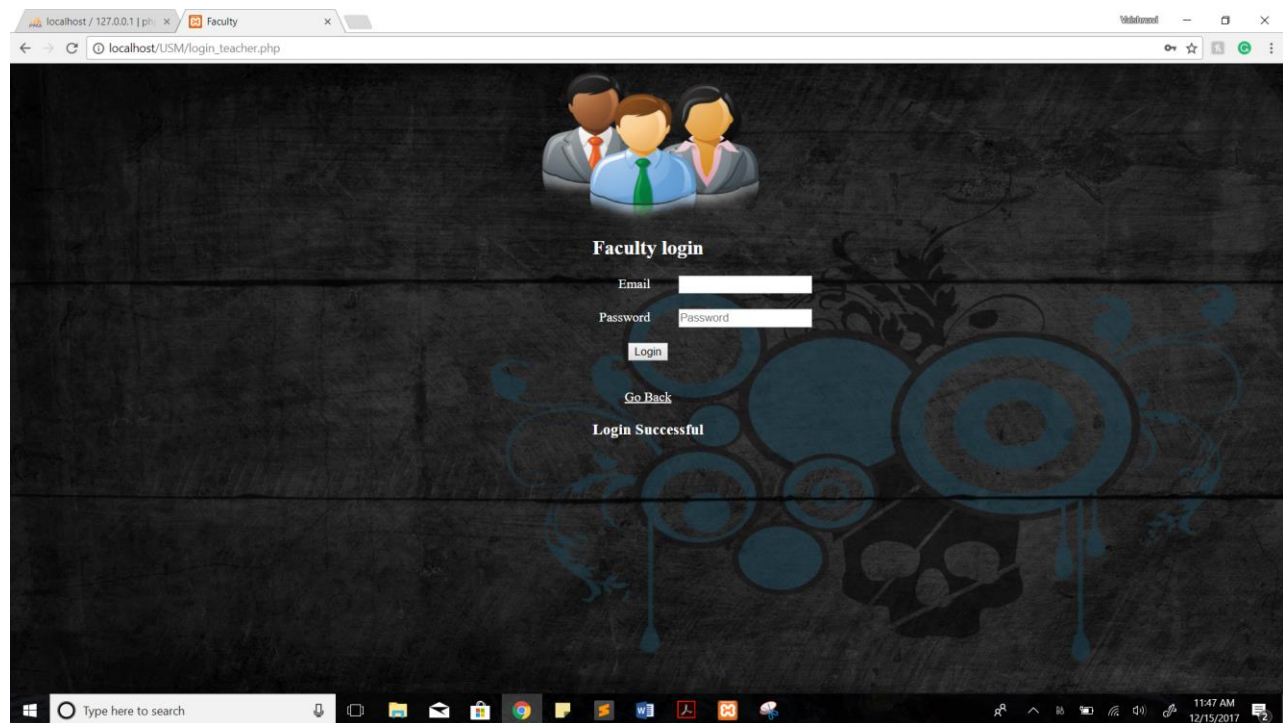 localhost / 127.0.0.1 | ph
Faculty
localhost/USM/login_teacher.php
Faculty login
Email
Password
Password
Login
Go Back
Login Successful
Type here to search
11:47 AM
12/15/2017